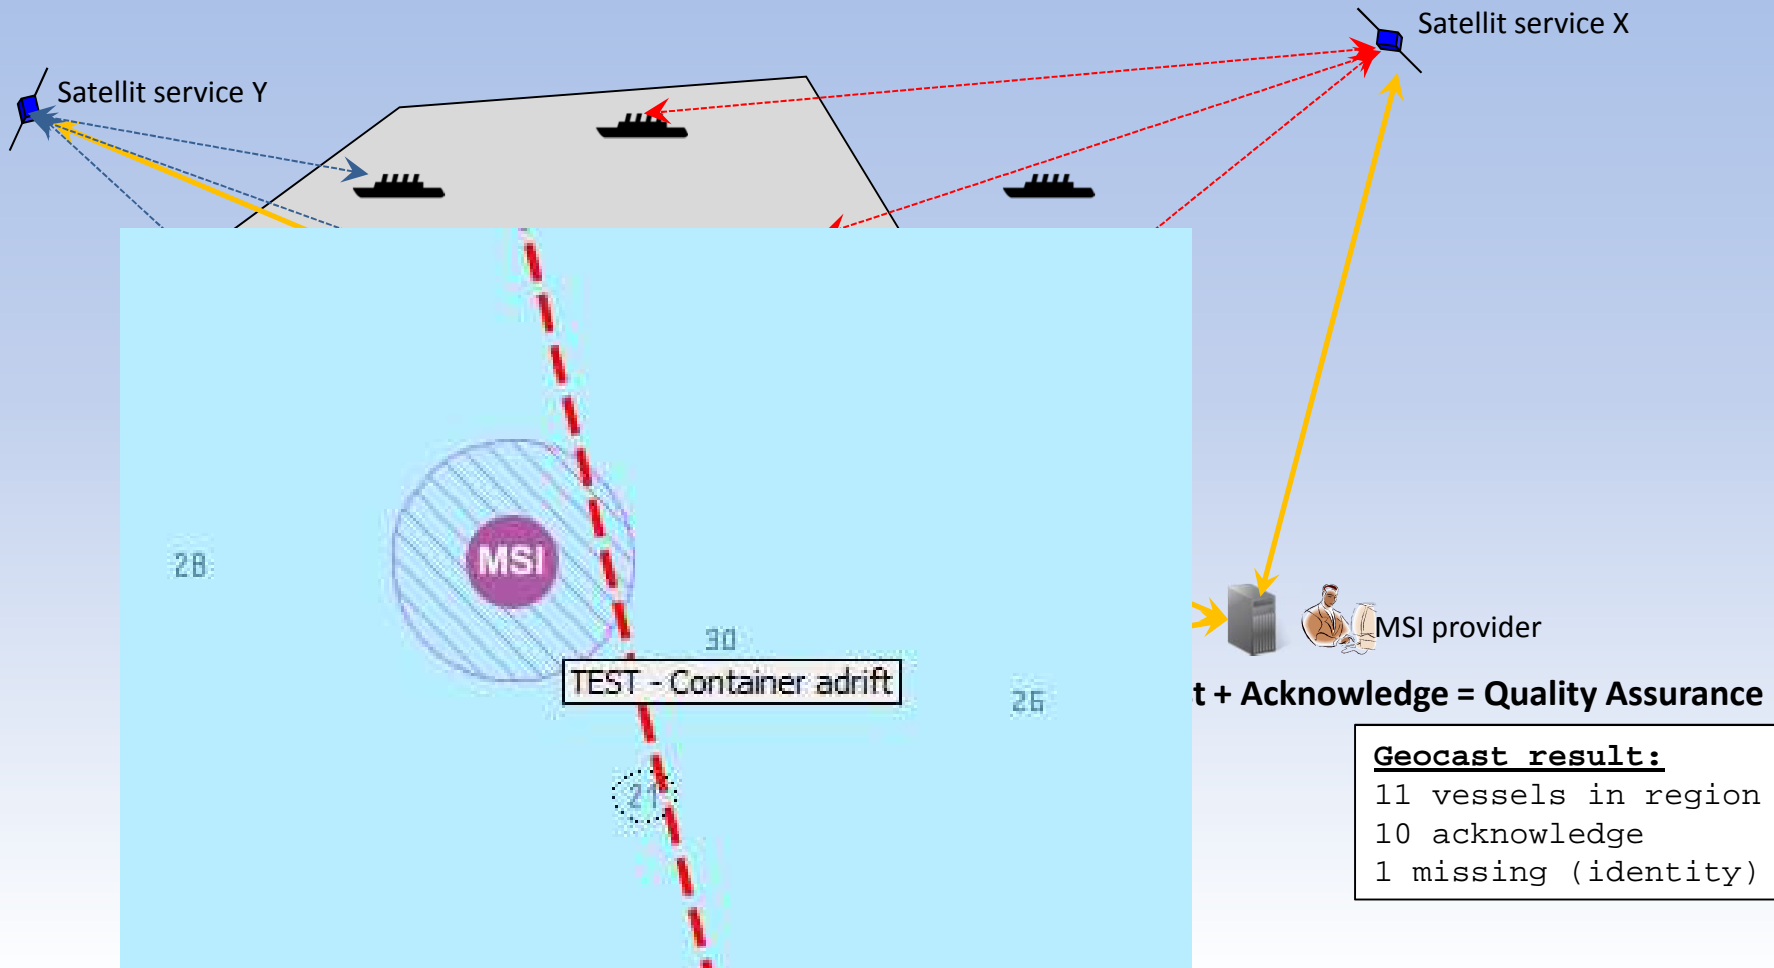 Satellit service X
Satellit service Y
28
MSI
30
TEST - Container adrift
26
21
MSI provider
t + Acknowledge = Quality Assurance
Geocast result:
11 vessels in region
10 acknowledge
1 missing (identity)